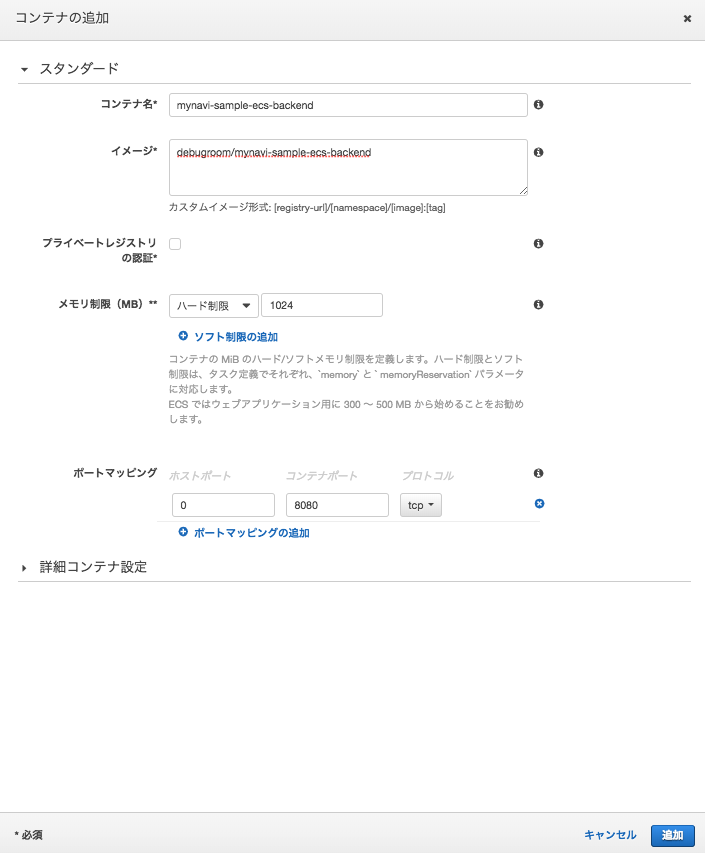 コンテナの追加
スタンダード
コンテナ名*
mynavi-sample-ecs-backend
イメージ*
debugroom/mynavi-sample-ecs-backend
カスタムイメージ形式: [registry-url]/[namespace]/[image]:[tag]
プライベートレジストリ
の認証*
メモリ制限（MB）**
ハード制限
1024
ソフト制限の追加
コンテナの MiB のハード/ソフトメモリ制限を定義します。ハード制限とソフト
制限は、タスク定義でそれぞれ、`memory` と ` memoryReservation` パラメータ
に対応します。
ECS ではウェブアプリケーション用に 300 〜 500 MB から始めることをお勧め
します。
ポートマッピング
ホストポート コンテナポート プロトコル
0 8080 tcp
ポートマッピングの追加
詳細コンテナ設定
* 必須
キャンセル 追加